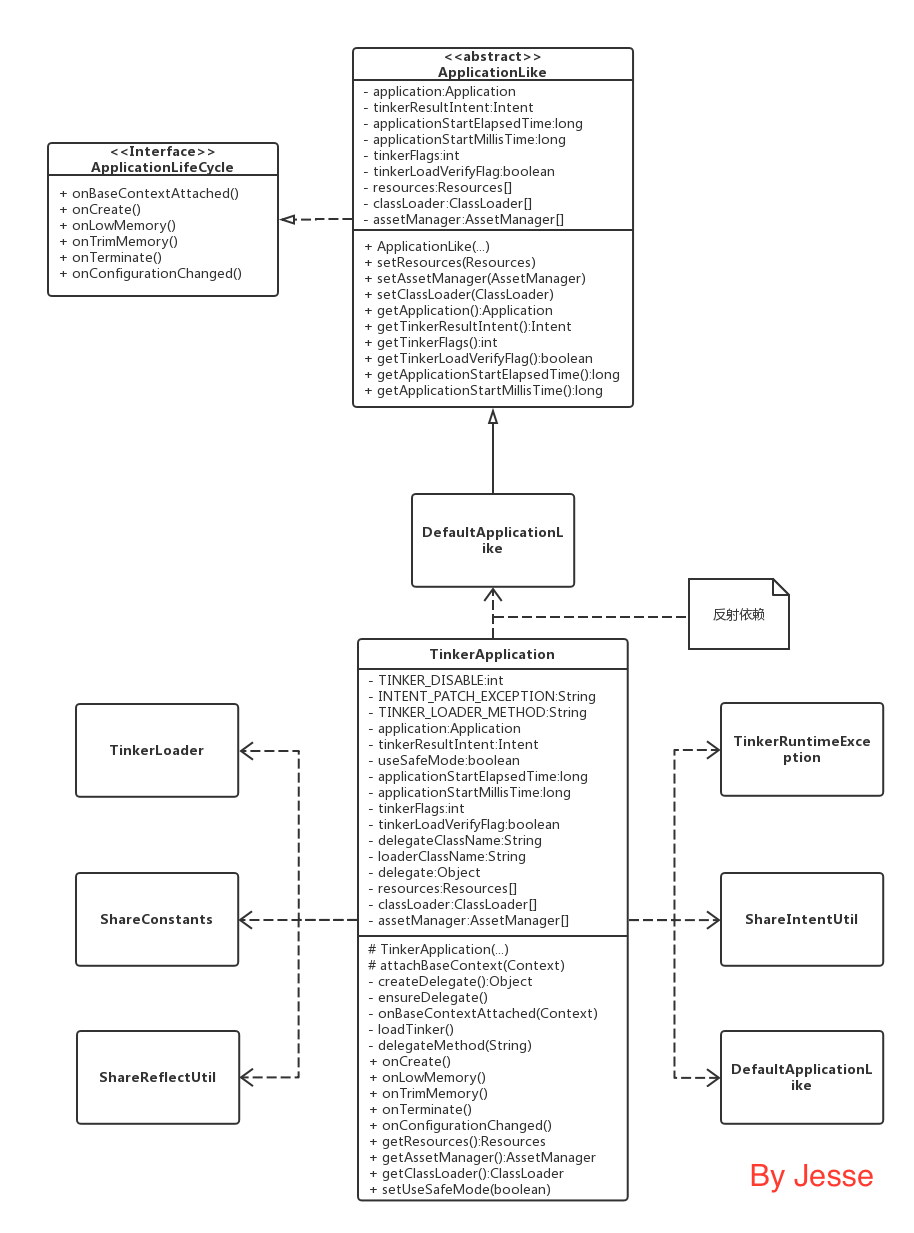 <<abstract>>
ApplicationLike
- application:Application
- tinkerResultIntent:Intent
- applicationStartElapsedTime:long
- applicationStartMillisTime:long
- tinkerFlags:int
- tinkerLoadVerifyFlag:boolean
- resources:Resources[]
- classLoader:ClassLoader[]
- assetManager:AssetManager[]
+ ApplicationLike(...)
+ setResources(Resources)
+ setAssetManager(AssetManager)
+ setClassLoader(ClassLoader)
+ getApplication():Application
+ getTinkerResultIntent():Intent
+ getTinkerFlags():int
+ getTinkerLoadVerifyFlag():boolean
+ getApplicationStartElapsedTime():long
+ getApplicationStartMillisTime():long
<<Interface>>
ApplicationLifeCycle
+ onBaseContextAttached()
+ onCreate()
+ onLowMemory()
+ onTrimMemory()
+ onTerminate()
+ onConfigurationChanged()
DefaultApplicationL
ike
反射依赖
TinkerApplication
- TINKER_DISABLE:int
- INTENT_PATCH_EXCEPTION:String
- TINKER_LOADER_METHOD:String
- application:Application
- tinkerResultIntent:Intent
- useSafeMode:boolean
- applicationStartElapsedTime:long
- applicationStartMillisTime:long
- tinkerFlags:int
- tinkerLoadVerifyFlag:boolean
- delegateClassName:String
- loaderClassName:String
- delegate:Object
- resources:Resources[]
- classLoader:ClassLoader[]
- assetManager:AssetManager[]
# TinkerApplication(...)
# attachBaseContext(Context)
- createDelegate():Object
- ensureDelegate()
- onBaseContextAttached(Context)
- loadTinker()
- delegateMethod(String)
+ onCreate()
+ onLowMemory()
+ onTrimMemory()
+ onTerminate()
+ onConfigurationChanged()
+ getResources():Resources
+ getAssetManager():AssetManager
+ getClassLoader():ClassLoader
+ setUseSafeMode(boolean)
TinkerLoader
ShareConstants
ShareReflectUtil
TinkerRuntimeExce
ption
ShareIntentUtil
DefaultApplicationL
ike
By Jesse